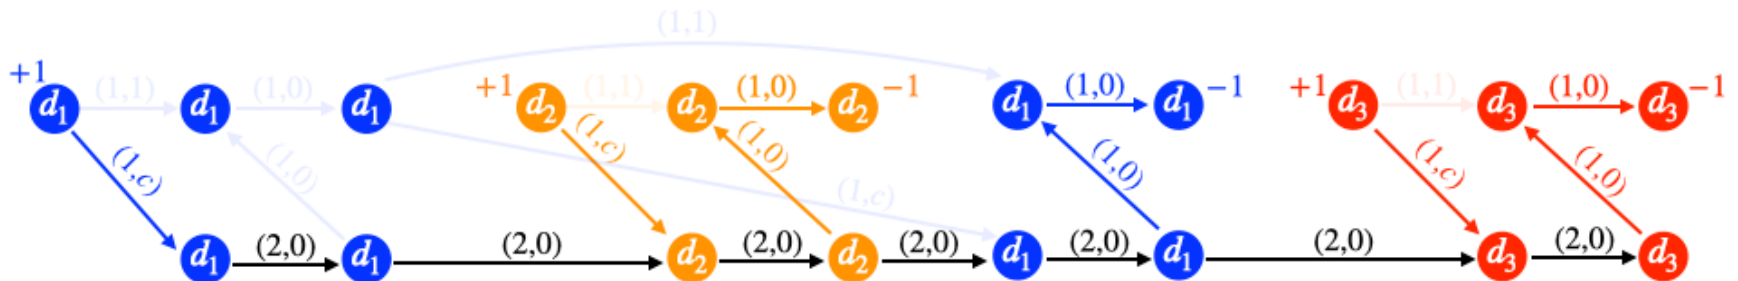 (1,1)
+1 d₁ (1,1) d₁ (1,0) d₁ +1 d₂ (1,1) d₂ (1,0) d₂ −1 d₁ (1,0) d₁ −1 +1 d₃ (1,1) d₃ (1,0) d₃ −1
(1,c) (1,0) (1,c) (1,0) (1,c) (1,0) (1,c) (1,0)
d₁ (2,0) d₁ (2,0) d₂ (2,0) d₂ (2,0) d₁ (2,0) d₁ (2,0) d₃ (2,0) d₃